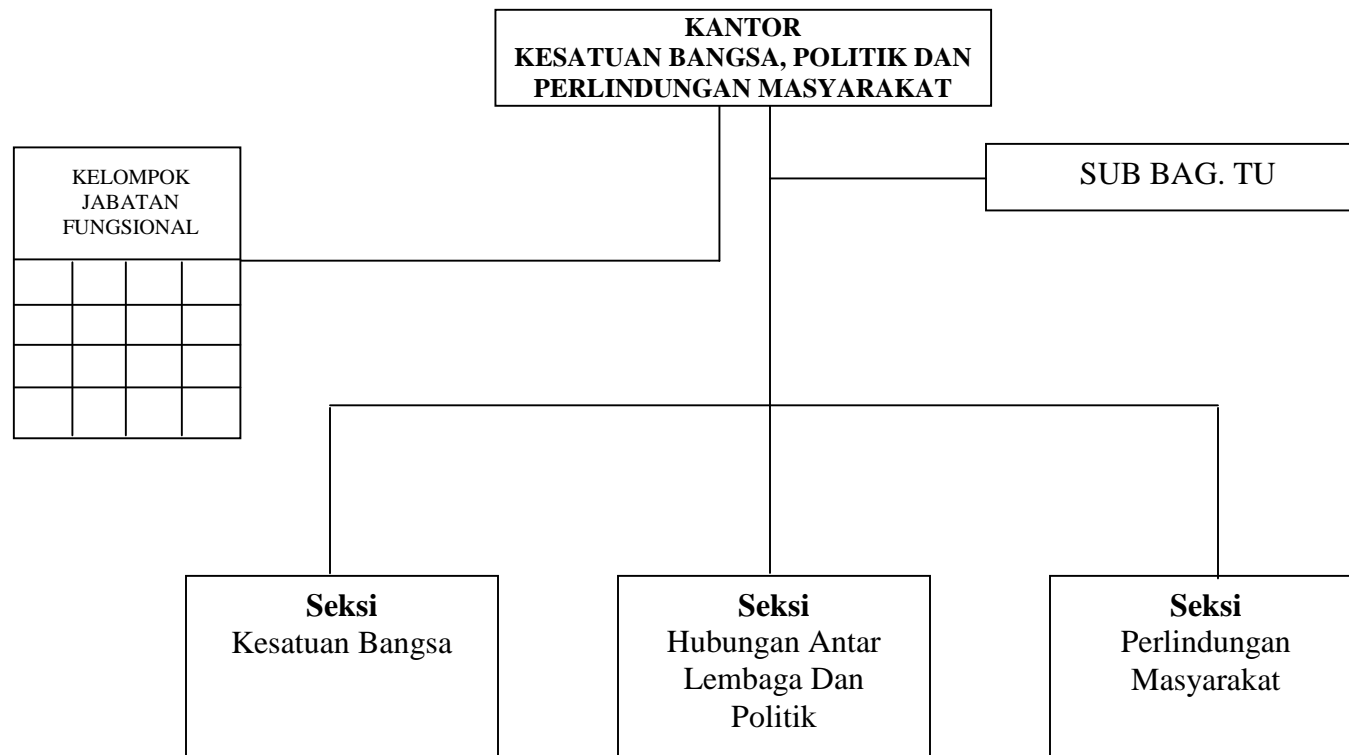 KANTOR
KESATUAN BANGSA, POLITIK DAN
PERLINDUNGAN MASYARAKAT
KELOMPOK
JABATAN
FUNGSIONAL
SUB BAG. TU
Seksi
Kesatuan Bangsa
Seksi
Hubungan Antar
Lembaga Dan
Politik
Seksi
Perlindungan
Masyarakat